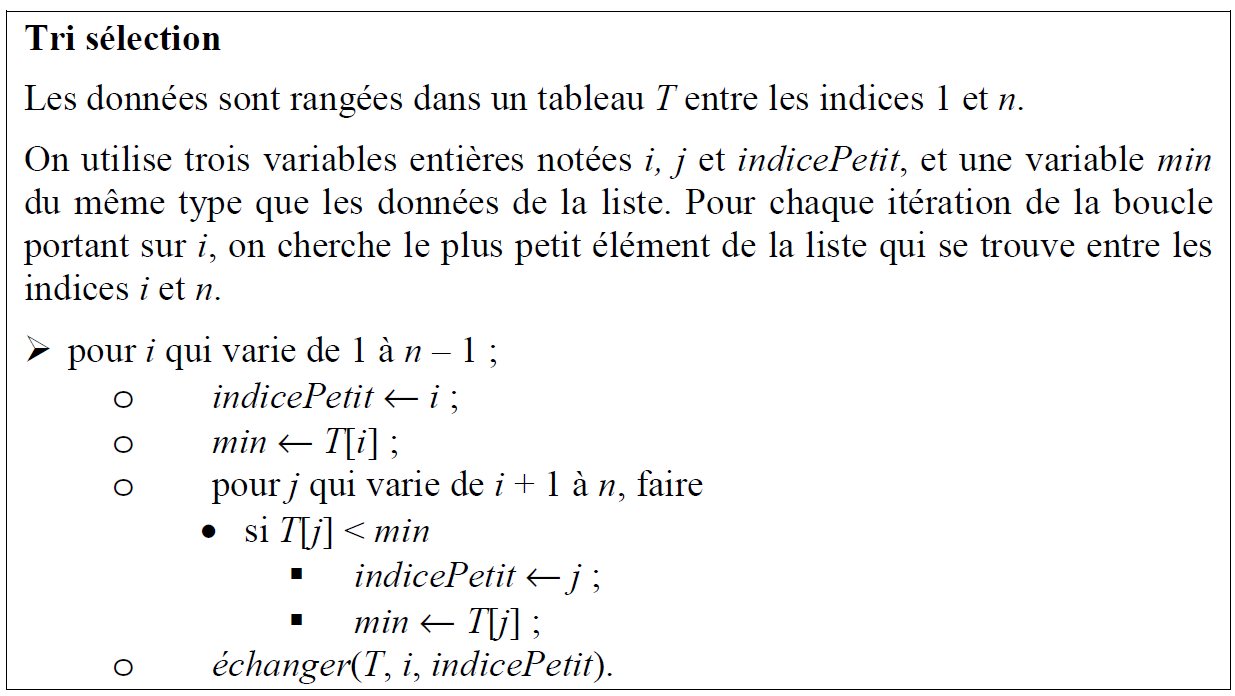 Tri sélection
Les données sont rangées dans un tableau T entre les indices 1 et n.
On utilise trois variables entières notées i, j et indicePetit, et une variable min
du même type que les données de la liste. Pour chaque itération de la boucle
portant sur i, on cherche le plus petit élément de la liste qui se trouve entre les
indices i et n.
➢ pour i qui varie de 1 à n – 1 ;
o indicePetit ← i ;
o min ← T[i] ;
o pour j qui varie de i + 1 à n, faire
• si T[j] < min
▪ indicePetit ← j ;
▪ min ← T[j] ;
o échanger(T, i, indicePetit).